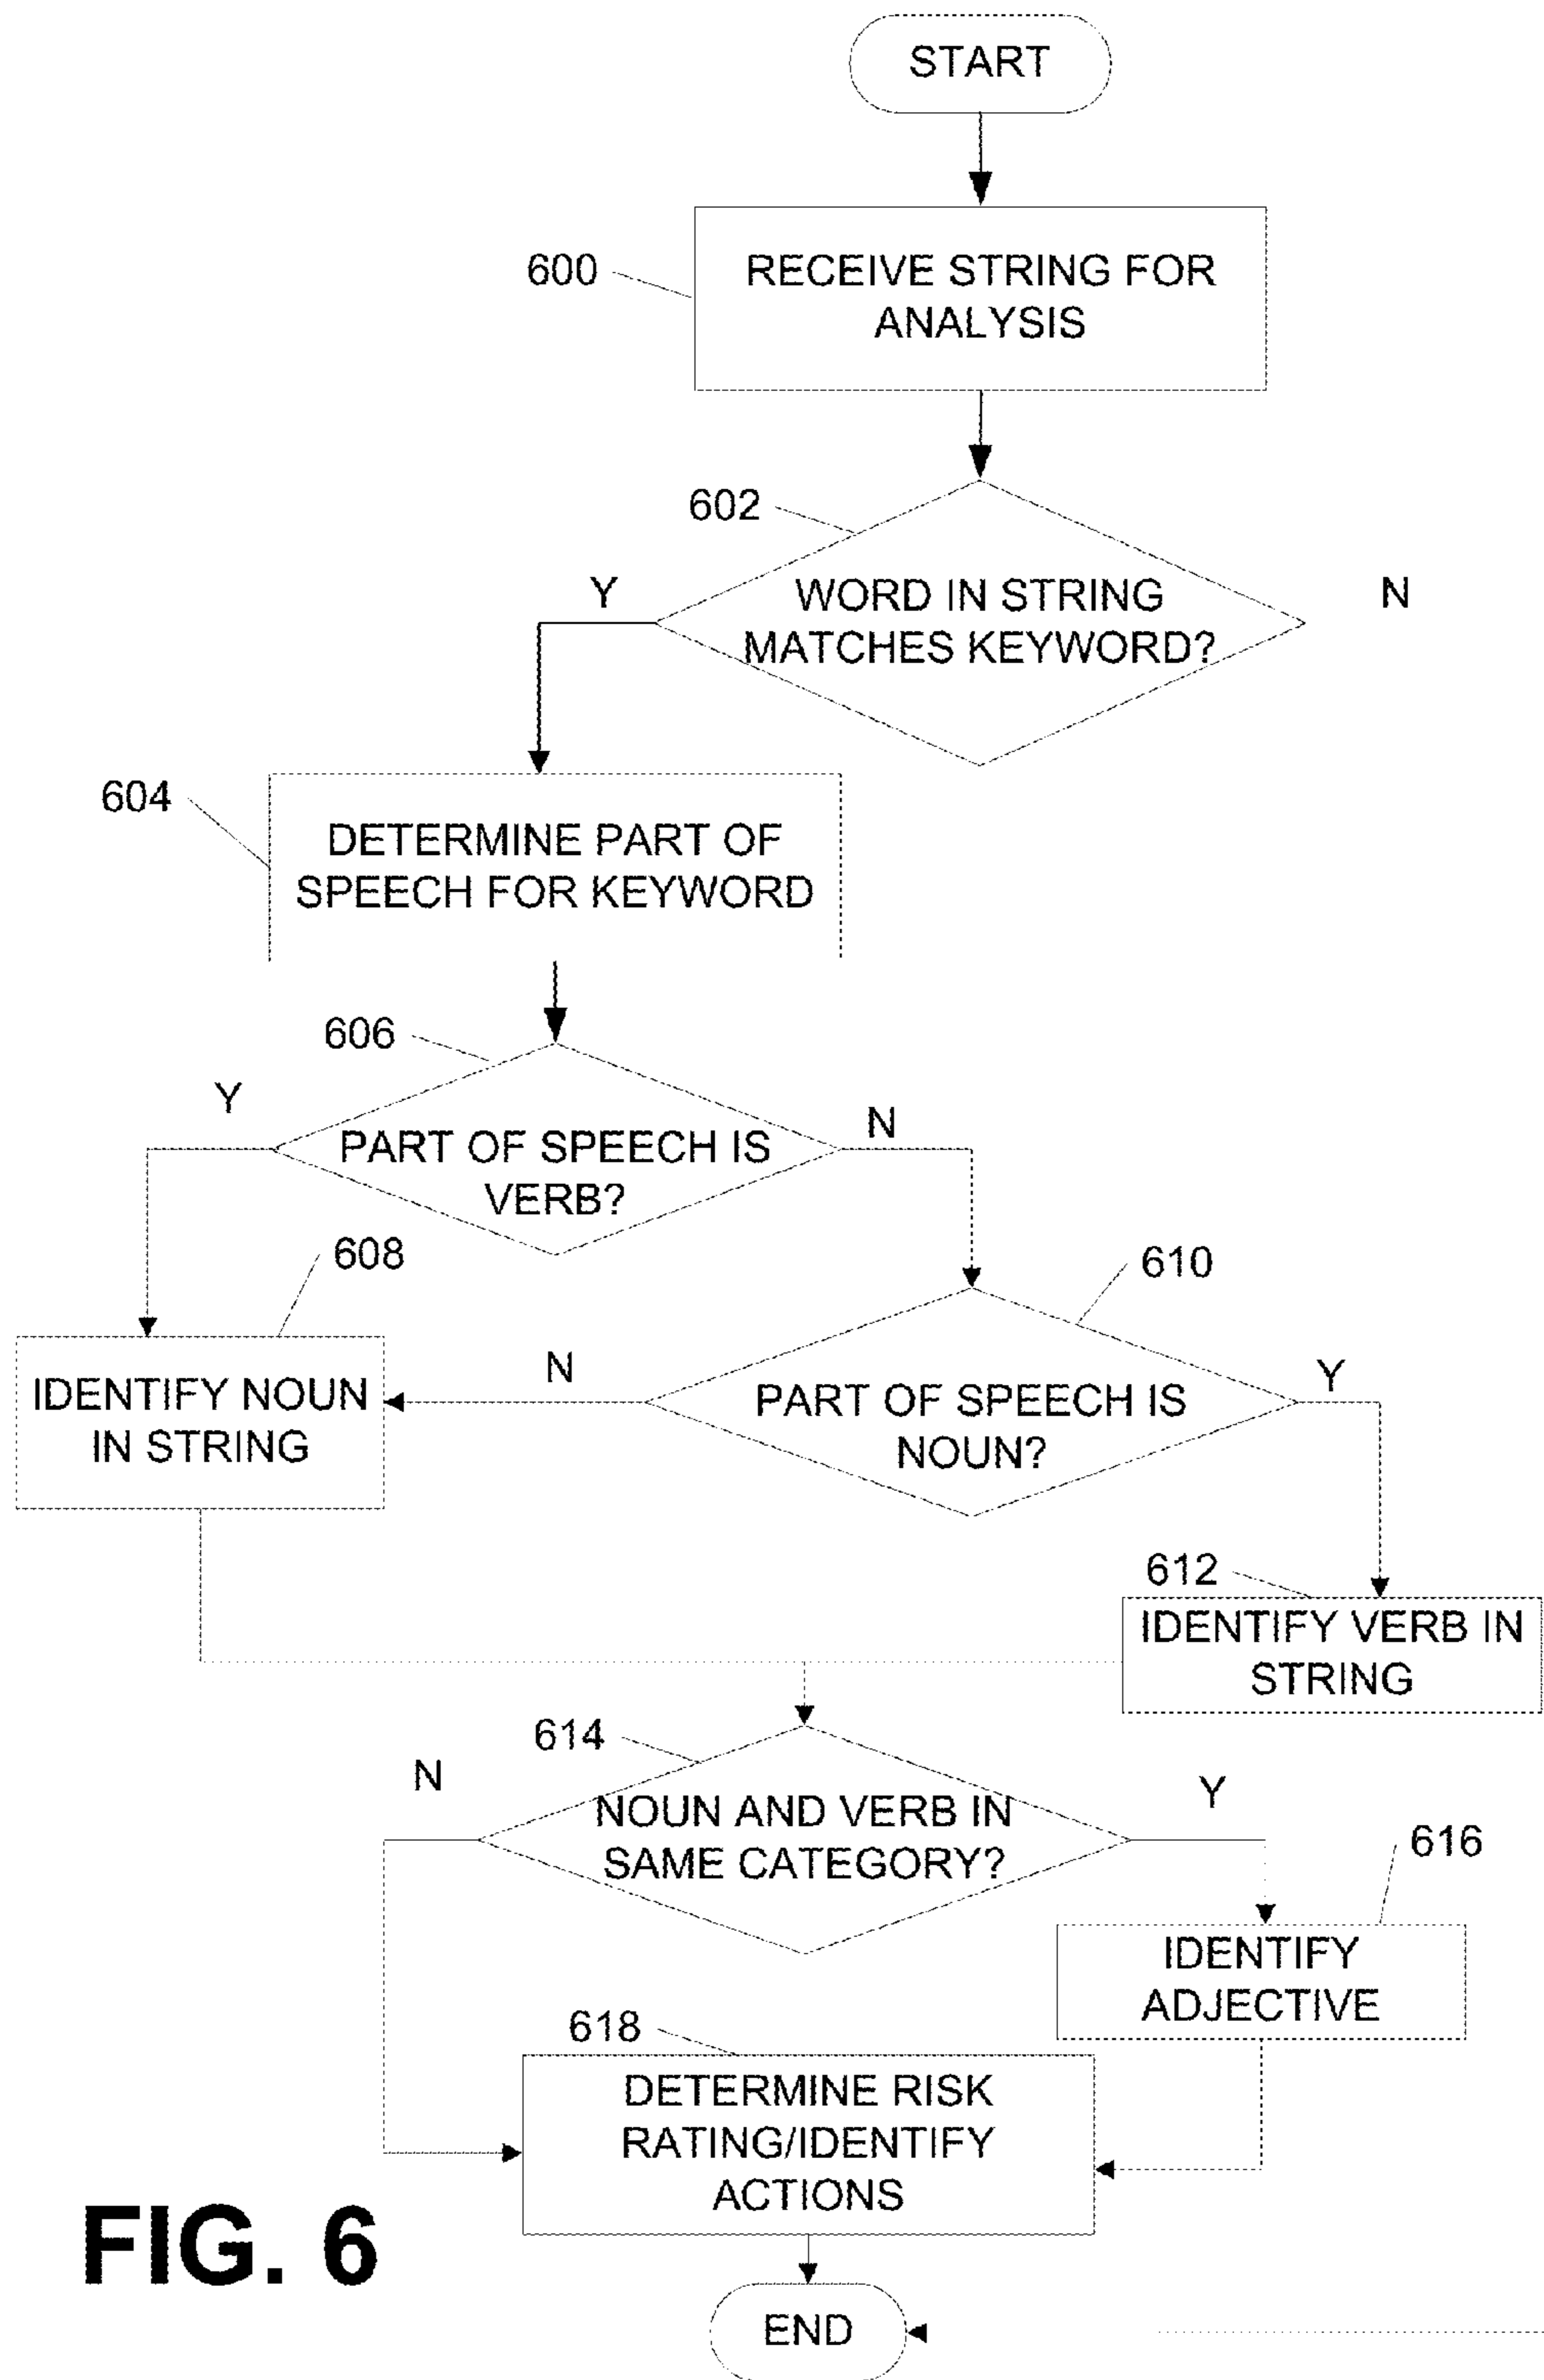 START
600
RECEIVE STRING FOR
ANALYSIS
602
Y
WORD IN STRING
MATCHES KEYWORD?
N
604
DETERMINE PART OF
SPEECH FOR KEYWORD
606
Y
PART OF SPEECH IS
VERB?
N
608
610
IDENTIFY NOUN
IN STRING
N
PART OF SPEECH IS
NOUN?
Y
612
IDENTIFY VERB IN
STRING
614
N
NOUN AND VERB IN
SAME CATEGORY?
Y
616
IDENTIFY
ADJECTIVE
618
DETERMINE RISK
RATING/IDENTIFY
ACTIONS
FIG. 6
END